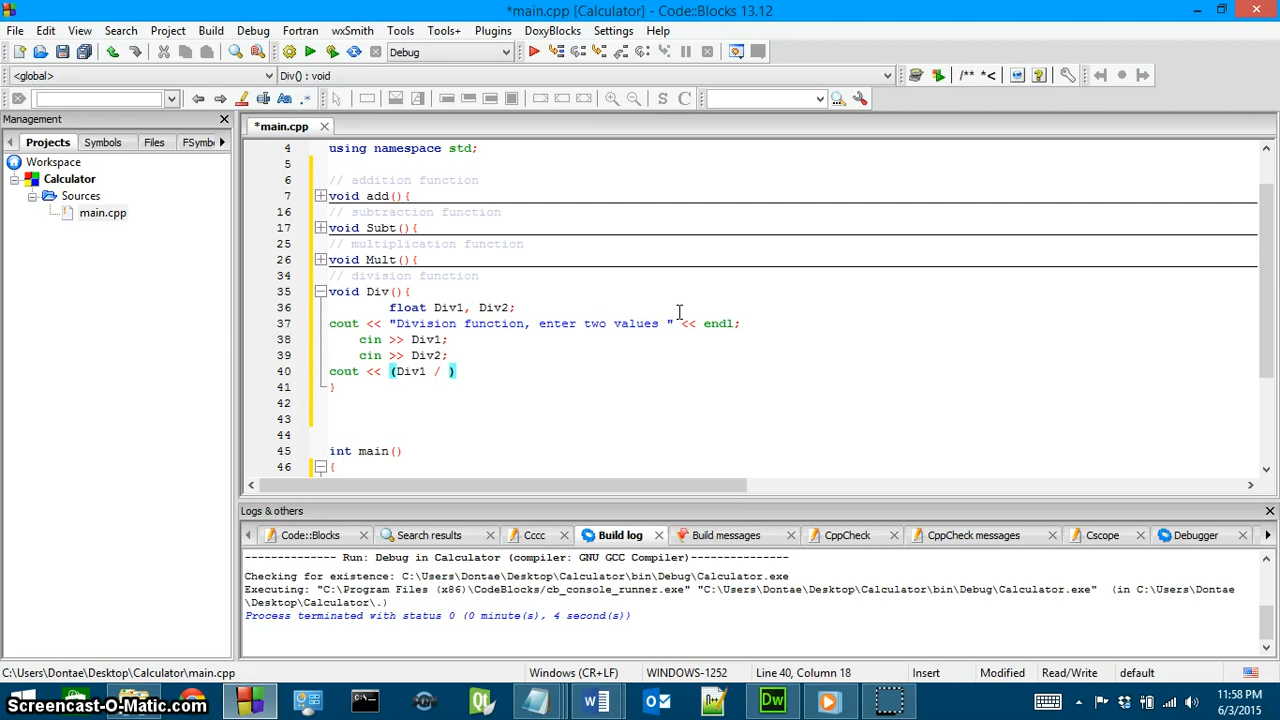 *main.cpp [Calculator] - Code::Blocks 13.12
File Edit View Search Project Build Debug Fortran wxSmith Tools Tools+ Plugins DoxyBlocks Settings Help
Debug
<global> Div() : void /** *<
Aa .* S C
Management
Projects Symbols Files FSymbo
Workspace
Calculator
Sources
main.cpp
*main.cpp
4 using namespace std;
5
6 // addition function
7 void add(){
16 // subtraction function
17 void Subt(){
25 // multiplication function
26 void Mult(){
34 // division function
35 void Div(){
36 float Div1, Div2;
37 cout << "Division function, enter two values " << endl;
38 cin >> Div1;
39 cin >> Div2;
40 cout << (Div1 / )
41 }
42
43
44
45 int main()
46 {
Logs & others
Code::Blocks Search results Cccc Build log Build messages CppCheck CppCheck messages Cscope Debugger
-------------- Run: Debug in Calculator (compiler: GNU GCC Compiler)---------------
Checking for existence: C:\Users\Dontae\Desktop\Calculator\bin\Debug\Calculator.exe
Executing: "C:\Program Files (x86)\CodeBlocks/cb_console_runner.exe" "C:\Users\Dontae\Desktop\Calculator\bin\Debug\Calculator.exe"  (in C:\Users\Dontae
\Desktop\Calculator\.)
Process terminated with status 0 (0 minute(s), 4 second(s))
C:\Users\Dontae\Desktop\Calculator\main.cpp Windows (CR+LF) WINDOWS-1252 Line 40, Column 18 Insert Modified Read/Write default
Screencast-O-Matic.com
Qt W Dw
11:58 PM
6/3/2015